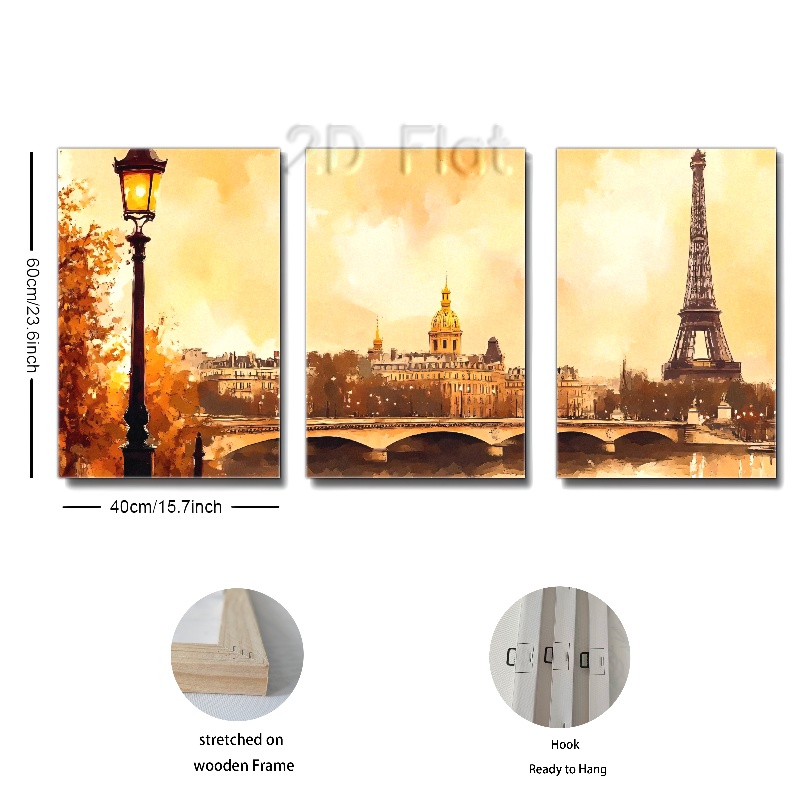 2D Flat
60cm/23.6inch
40cm/15.7inch
stretched on
wooden Frame
Hook
Ready to Hang